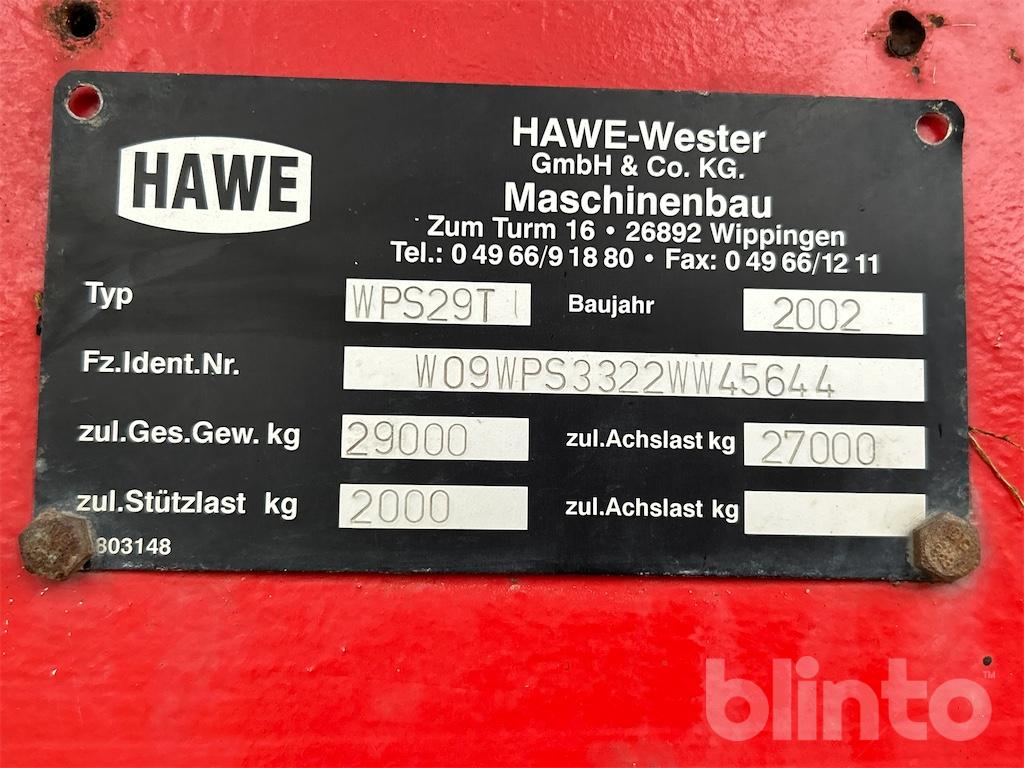 HAWE
HAWE-Wester
GmbH & Co. KG.
Maschinenbau
Zum Turm 16 • 26892 Wippingen
Tel.: 0 49 66/9 18 80 • Fax: 0 49 66/12 11
Typ WPS29T Baujahr 2002
Fz.Ident.Nr. W09WPS3322WW45644
zul.Ges.Gew. kg 29000 zul.Achslast kg 27000
zul.Stützlast kg 2000 zul.Achslast kg
803148
blinto™